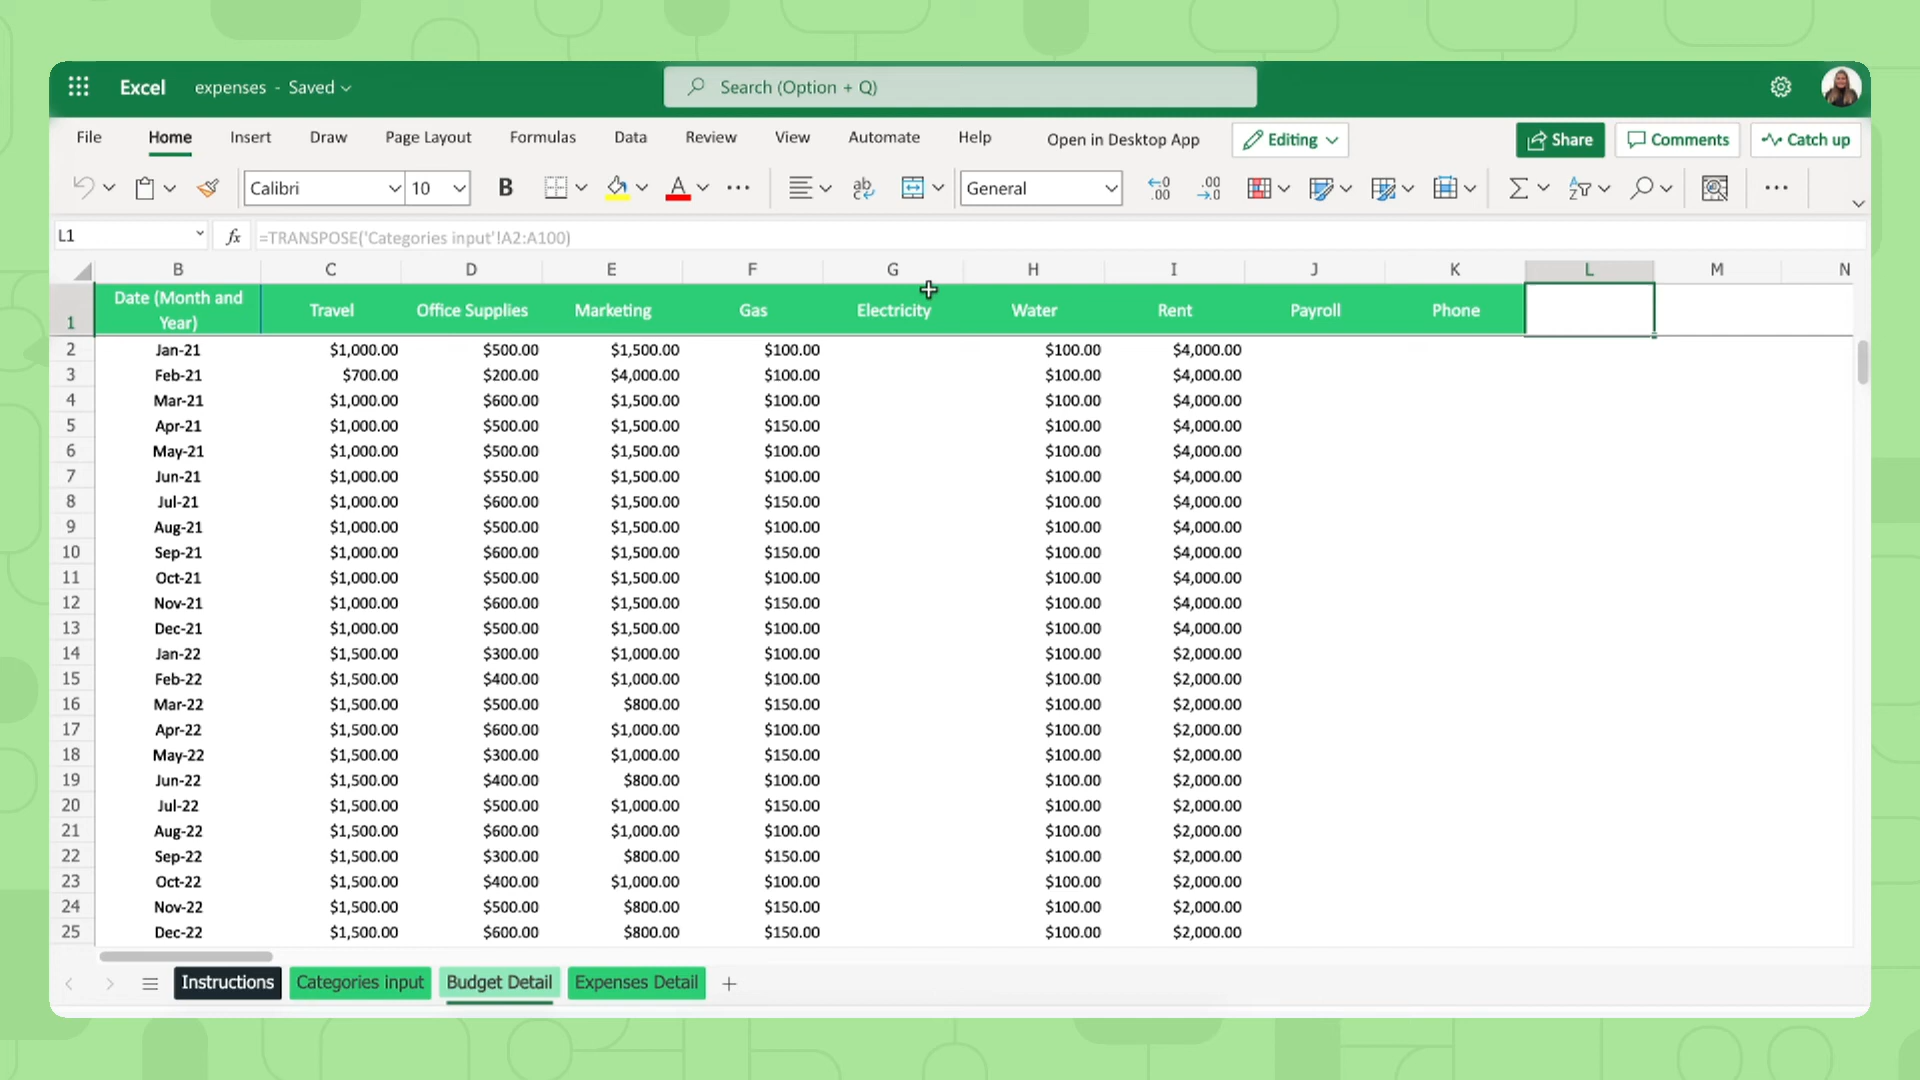 Excel expenses - Saved Search (Option + Q)
File Home Insert Draw Page Layout Formulas Data Review View Automate Help Open in Desktop App Editing Share Comments Catch up
Calibri 10 B A ab General
L1 fx =TRANSPOSE('Categories input'!A2:A100)
B C D E F G H I J K L M N
1 Date (Month and Year) Travel Office Supplies Marketing Gas Electricity Water Rent Payroll Phone
2 Jan-21 $1,000.00 $500.00 $1,500.00 $100.00 $100.00 $4,000.00
3 Feb-21 $700.00 $200.00 $4,000.00 $100.00 $100.00 $4,000.00
4 Mar-21 $1,000.00 $600.00 $1,500.00 $100.00 $100.00 $4,000.00
5 Apr-21 $1,000.00 $500.00 $1,500.00 $150.00 $100.00 $4,000.00
6 May-21 $1,000.00 $500.00 $1,500.00 $100.00 $100.00 $4,000.00
7 Jun-21 $1,000.00 $550.00 $1,500.00 $100.00 $100.00 $4,000.00
8 Jul-21 $1,000.00 $600.00 $1,500.00 $150.00 $100.00 $4,000.00
9 Aug-21 $1,000.00 $500.00 $1,500.00 $100.00 $100.00 $4,000.00
10 Sep-21 $1,000.00 $600.00 $1,500.00 $150.00 $100.00 $4,000.00
11 Oct-21 $1,000.00 $500.00 $1,500.00 $100.00 $100.00 $4,000.00
12 Nov-21 $1,000.00 $600.00 $1,500.00 $150.00 $100.00 $4,000.00
13 Dec-21 $1,000.00 $500.00 $1,500.00 $100.00 $100.00 $4,000.00
14 Jan-22 $1,500.00 $300.00 $1,000.00 $100.00 $100.00 $2,000.00
15 Feb-22 $1,500.00 $400.00 $1,000.00 $100.00 $100.00 $2,000.00
16 Mar-22 $1,500.00 $500.00 $800.00 $150.00 $100.00 $2,000.00
17 Apr-22 $1,500.00 $600.00 $1,000.00 $100.00 $100.00 $2,000.00
18 May-22 $1,500.00 $300.00 $1,000.00 $150.00 $100.00 $2,000.00
19 Jun-22 $1,500.00 $400.00 $800.00 $100.00 $100.00 $2,000.00
20 Jul-22 $1,500.00 $500.00 $1,000.00 $150.00 $100.00 $2,000.00
21 Aug-22 $1,500.00 $600.00 $1,000.00 $100.00 $100.00 $2,000.00
22 Sep-22 $1,500.00 $300.00 $800.00 $150.00 $100.00 $2,000.00
23 Oct-22 $1,500.00 $400.00 $1,000.00 $100.00 $100.00 $2,000.00
24 Nov-22 $1,500.00 $500.00 $800.00 $150.00 $100.00 $2,000.00
25 Dec-22 $1,500.00 $600.00 $800.00 $150.00 $100.00 $2,000.00
Instructions Categories input Budget Detail Expenses Detail +